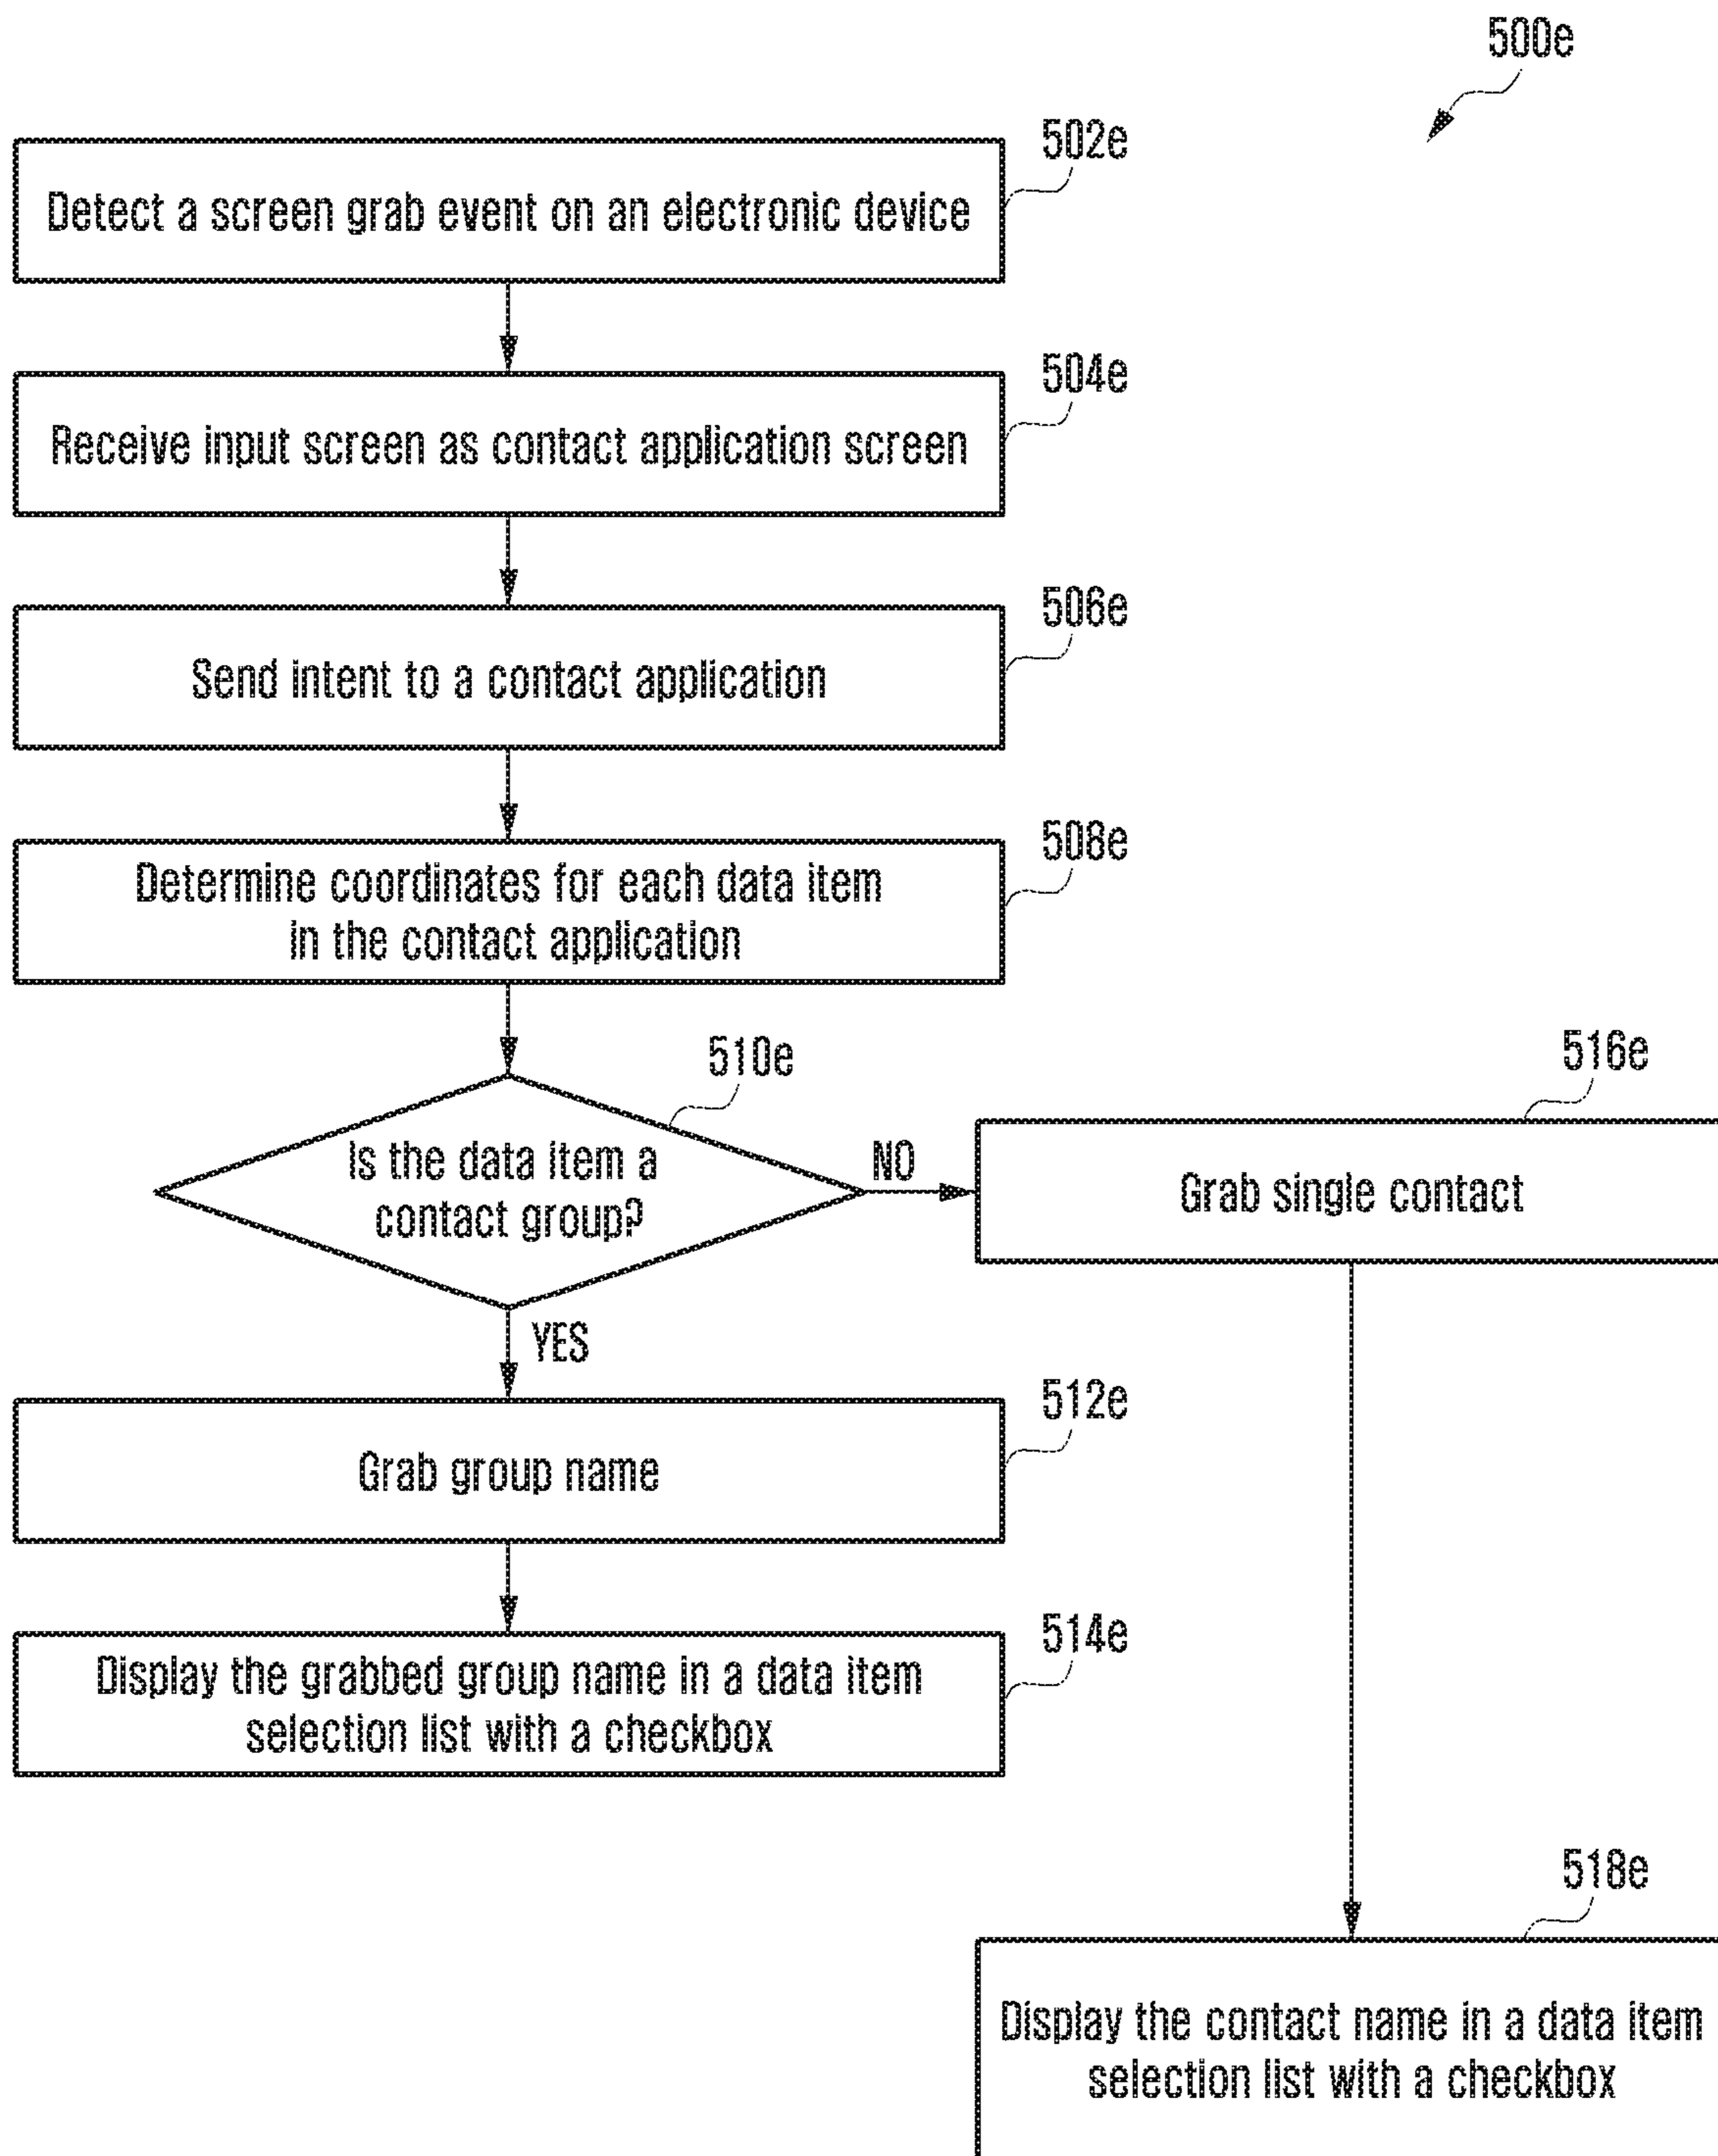 500e
502e
Detect a screen grab event on an electronic device
504e
Receive input screen as contact application screen
506e
Send intent to a contact application
508e
Determine coordinates for each data item
in the contact application
510e
Is the data item a
contact group?
NO
516e
Grab single contact
YES
512e
Grab group name
514e
Display the grabbed group name in a data item
selection list with a checkbox
518e
Display the contact name in a data item
selection list with a checkbox